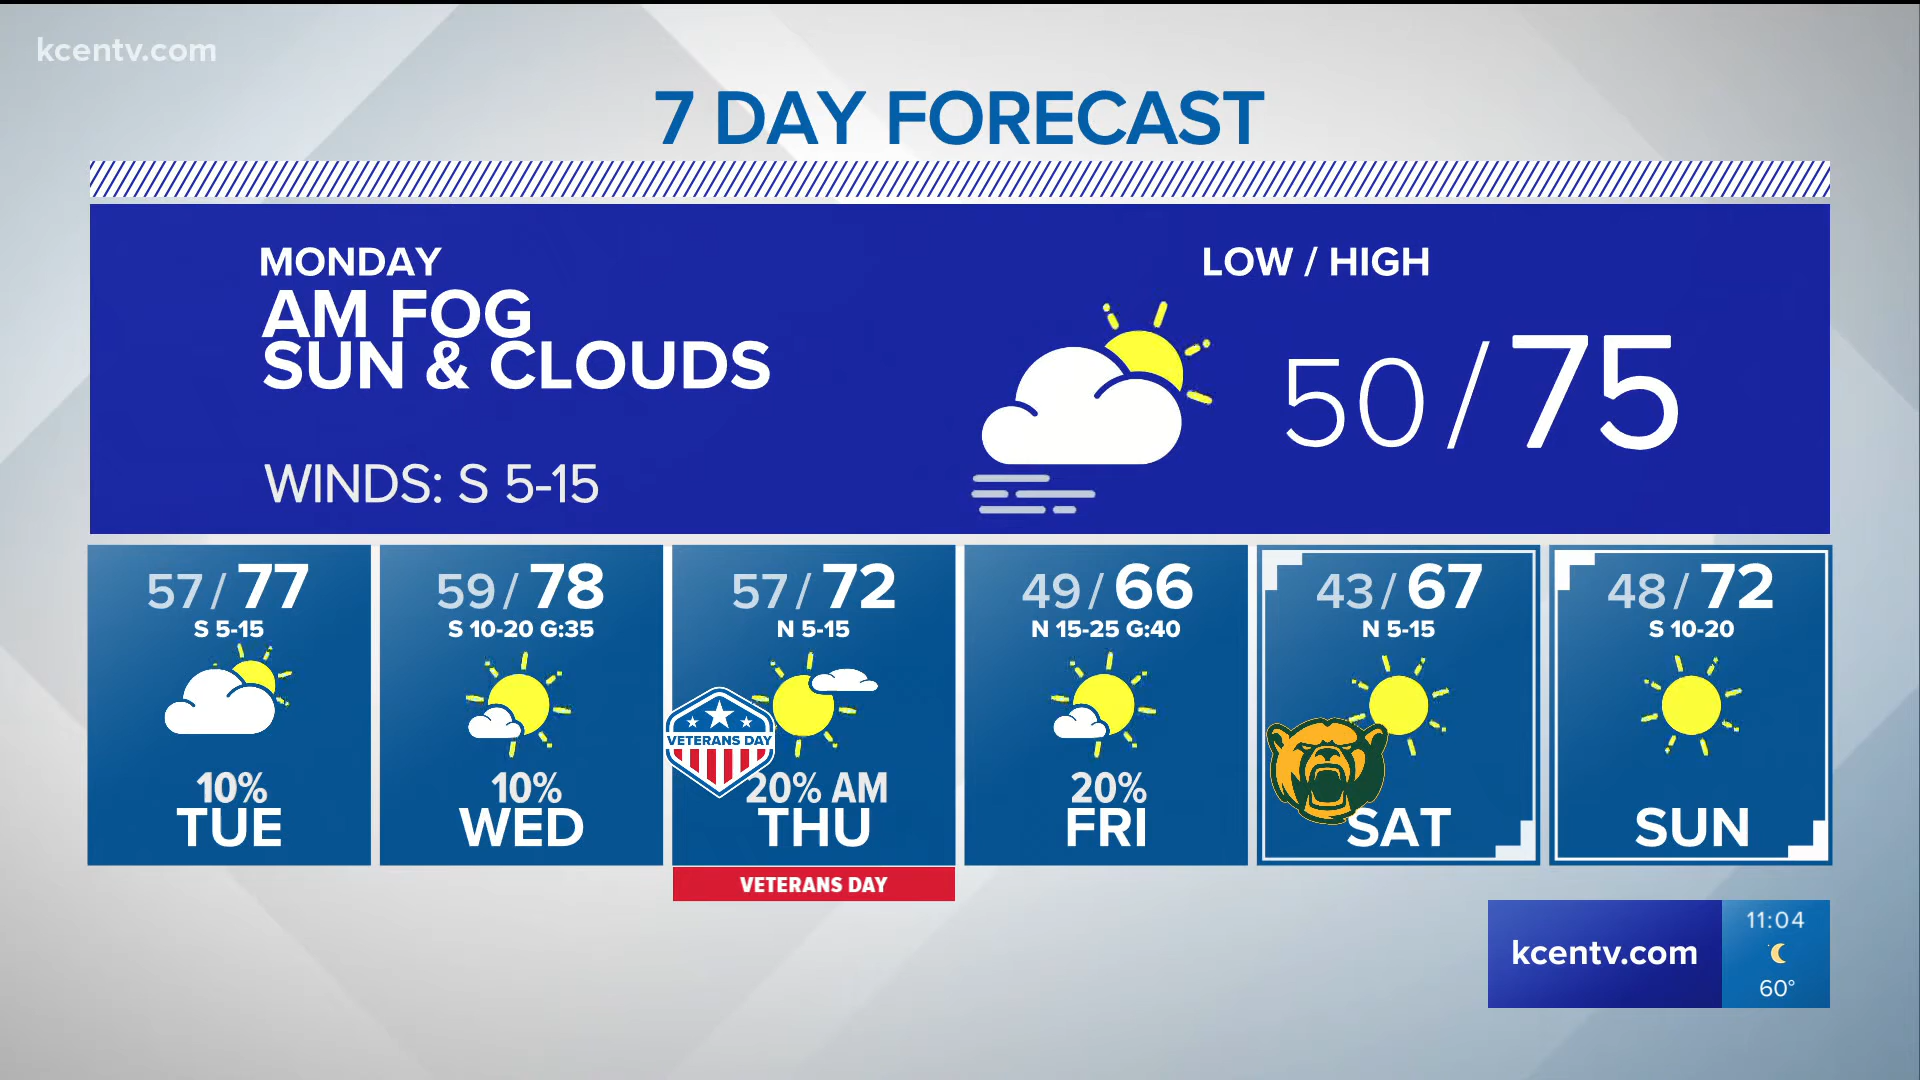 kcentv.com
7 DAY FORECAST
MONDAY
AM FOG
SUN & CLOUDS
WINDS: S 5-15
LOW / HIGH
50/75
57/77
S 5-15
10%
TUE
59/78
S 10-20 G:35
10%
WED
57/72
N 5-15
VETERANS DAY
20% AM
THU
VETERANS DAY
49/66
N 15-25 G:40
20%
FRI
43/67
N 5-15
SAT
48/72
S 10-20
SUN
kcentv.com
11:04
60°